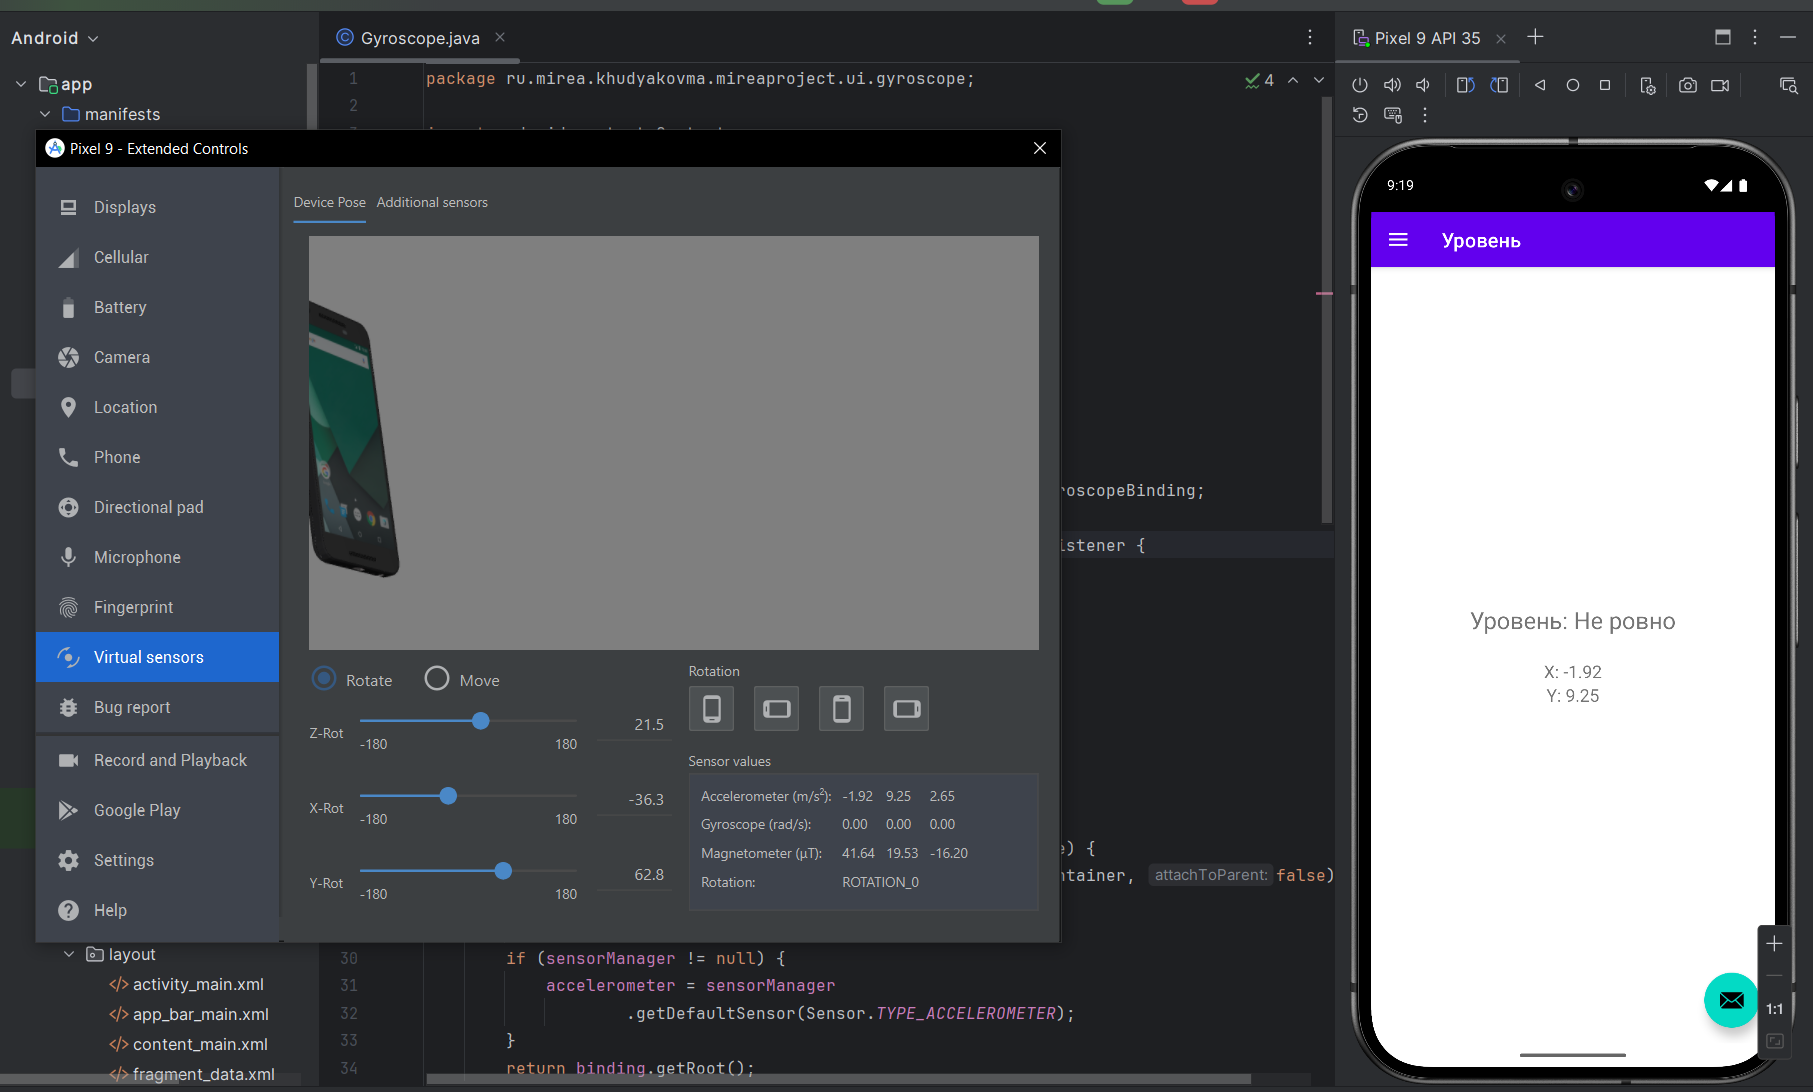 Android
Gyroscope.java
Pixel 9 API 35
app
manifests
1 package ru.mirea.khudyakovma.mireaproject.ui.gyroscope;
4
2
Pixel 9 - Extended Controls
Displays
Cellular
Battery
Camera
Location
Phone
Directional pad
Microphone
Fingerprint
Virtual sensors
Bug report
Record and Playback
Google Play
Settings
Help
Device Pose Additional sensors
Rotate Move
Z-Rot
-180 180
21.5
X-Rot
-180 180
-36.3
Y-Rot
-180 180
62.8
Rotation
Sensor values
Accelerometer (m/s²): -1.92 9.25 2.65
Gyroscope (rad/s): 0.00 0.00 0.00
Magnetometer (μT): 41.64 19.53 -16.20
Rotation: ROTATION_0
roscopeBinding;
istener {
) {
ntainer, attachToParent: false)
layout
activity_main.xml
app_bar_main.xml
content_main.xml
fragment_data.xml
30 if (sensorManager != null) {
31 accelerometer = sensorManager
32 .getDefaultSensor(Sensor.TYPE_ACCELEROMETER);
33 }
34 return binding.getRoot();
9:19
Уровень
Уровень: Не ровно
X: -1.92
Y: 9.25
1:1